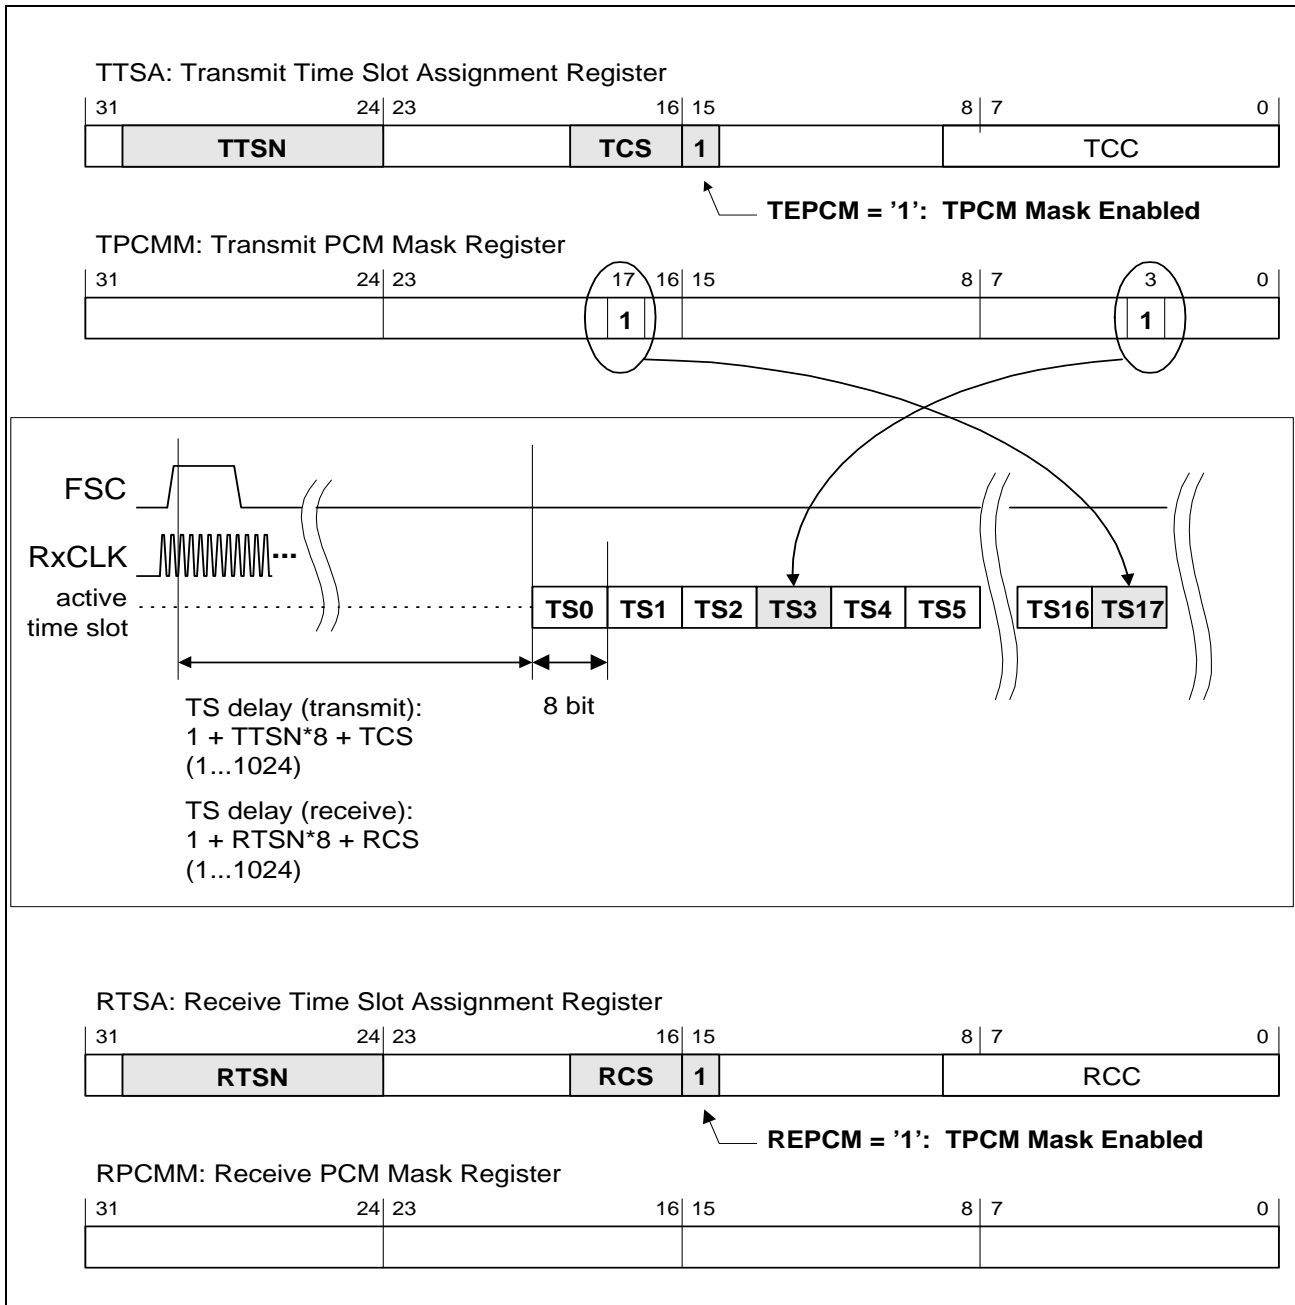 TTSA: Transmit Time Slot Assignment Register
31 24 23 16 15 8 7 0
TTSN TCS 1 TCC
TEPCM = ’1’: TPCM Mask Enabled
TPCMM: Transmit PCM Mask Register
31 24 23 17 16 15 8 7 3 0
1 1
FSC
RxCLK ...
active
time slot
TS0 TS1 TS2 TS3 TS4 TS5 TS16 TS17
8 bit
TS delay (transmit):
1 + TTSN*8 + TCS
(1...1024)
TS delay (receive):
1 + RTSN*8 + RCS
(1...1024)
RTSA: Receive Time Slot Assignment Register
31 24 23 16 15 8 7 0
RTSN RCS 1 RCC
REPCM = ’1’: TPCM Mask Enabled
RPCMM: Receive PCM Mask Register
31 24 23 16 15 8 7 0